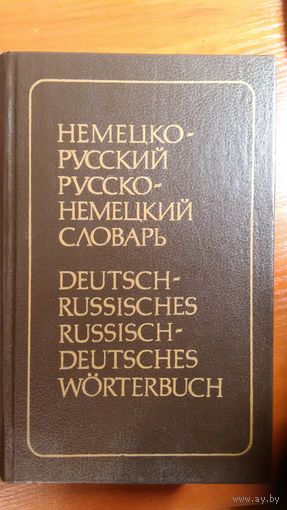 НЕМЕЦКО-
РУССКИЙ
РУССКО-
НЕМЕЦКИЙ
СЛОВАРЬ
DEUTSCH-
RUSSISCHES
RUSSISCH-
DEUTSCHES
WÖRTERBUCH
www.ay.by